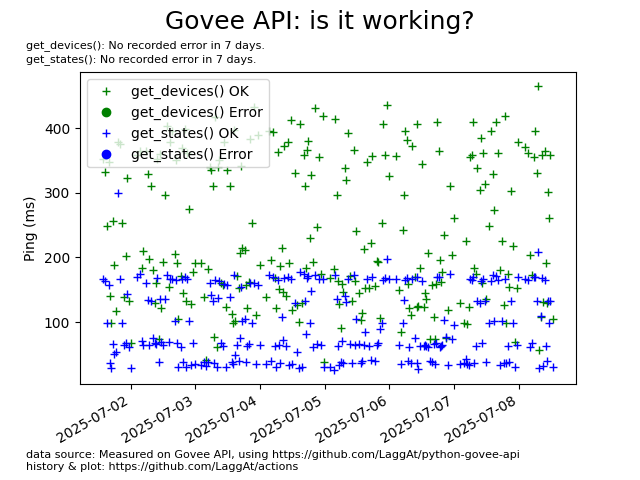 Govee API: is it working?
get_devices(): No recorded error in 7 days.
get_states(): No recorded error in 7 days.
get_devices() OK
get_devices() Error
get_states() OK
get_states() Error
Ping (ms)
400
300
200
100
2025-07-02
2025-07-03
2025-07-04
2025-07-05
2025-07-06
2025-07-07
2025-07-08
data source: Measured on Govee API, using https://github.com/LaggAt/python-govee-api
history & plot: https://github.com/LaggAt/actions